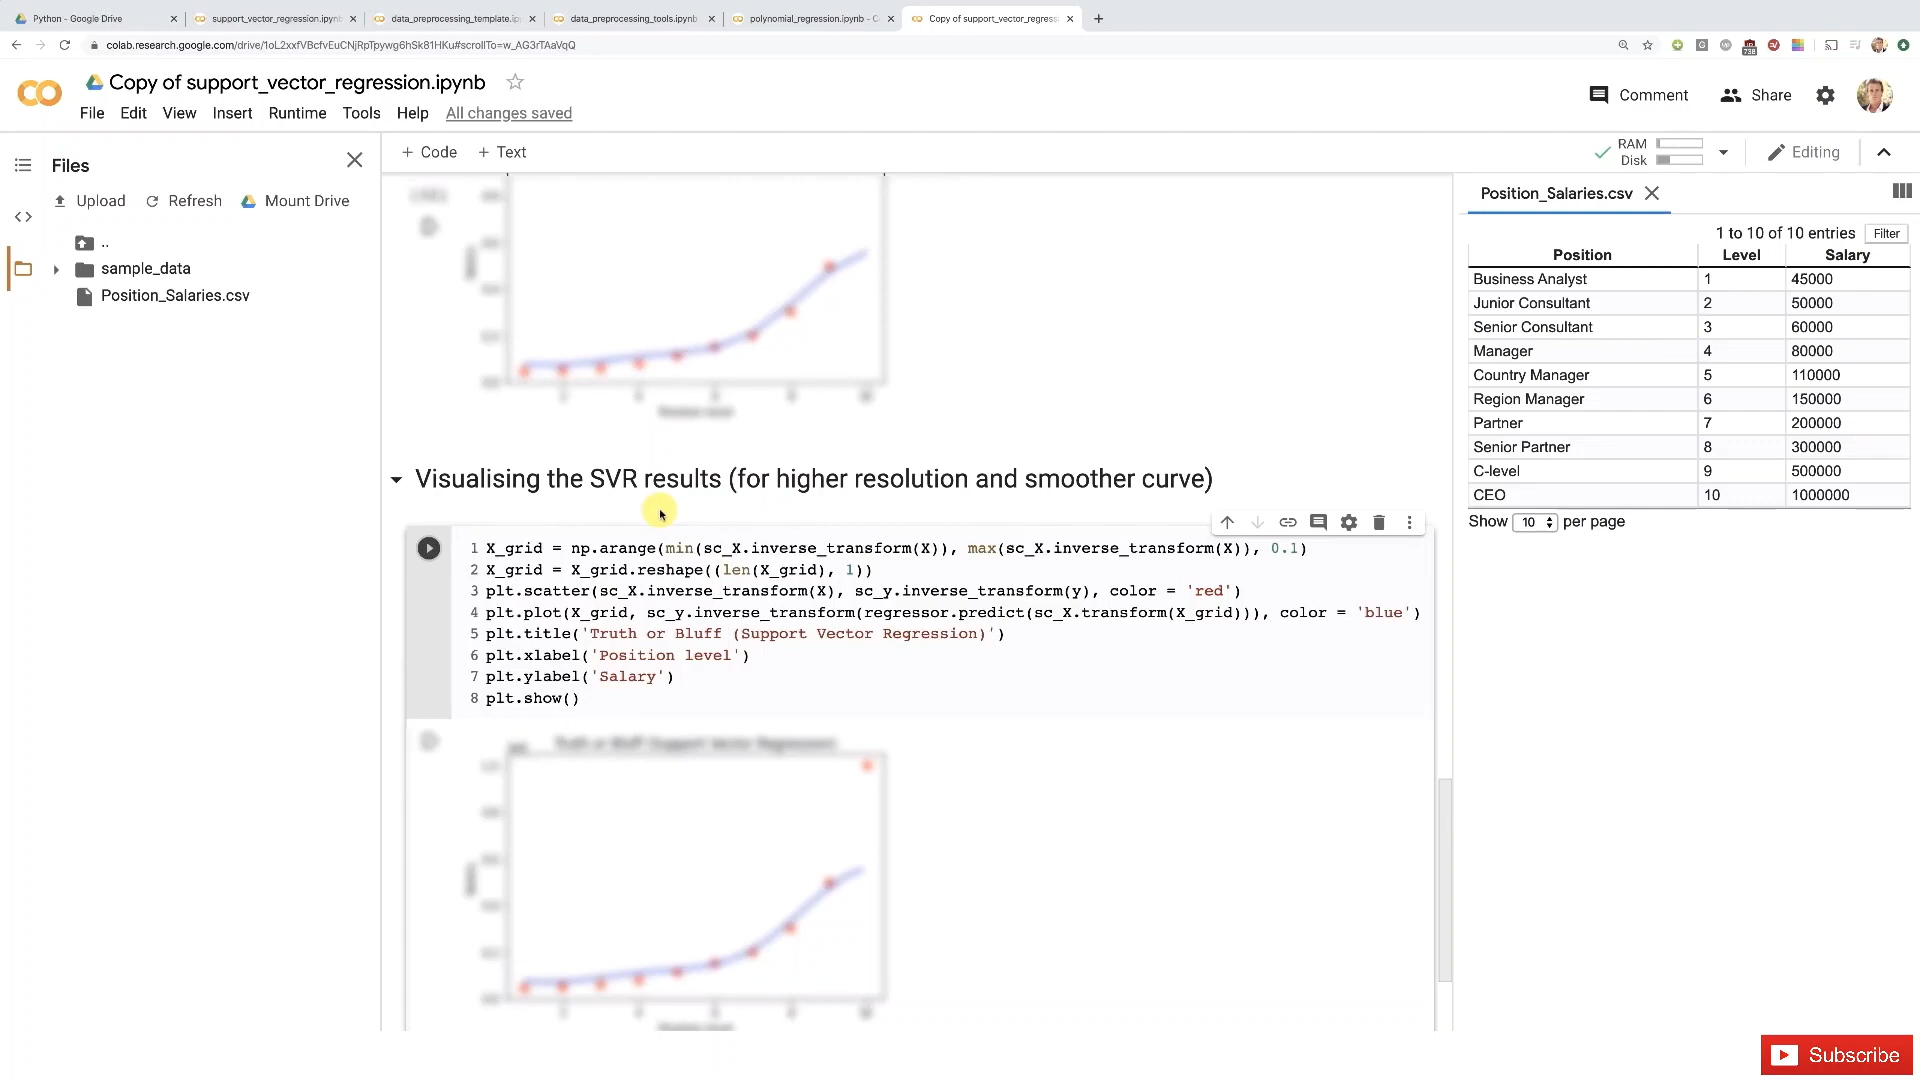 Python - Google Drive
support_vector_regression.ipynb
data_preprocessing_template.ip
data_preprocessing_tools.ipynb
polynomial_regression.ipynb - C
Copy of support_vector_regress
colab.research.google.com/drive/1oL2xxfVBcfvEuCNjRpTpywg6hSk81HKu#scrollTo=w_AG3rTAaVqQ
Copy of support_vector_regression.ipynb
File Edit View Insert Runtime Tools Help All changes saved
Comment Share
Files
+ Code + Text
RAM
Disk
Editing
Upload Refresh Mount Drive
..
sample_data
Position_Salaries.csv
Visualising the SVR results (for higher resolution and smoother curve)
1 X_grid = np.arange(min(sc_X.inverse_transform(X)), max(sc_X.inverse_transform(X)), 0.1)
2 X_grid = X_grid.reshape((len(X_grid), 1))
3 plt.scatter(sc_X.inverse_transform(X), sc_y.inverse_transform(y), color = 'red')
4 plt.plot(X_grid, sc_y.inverse_transform(regressor.predict(sc_X.transform(X_grid))), color = 'blue')
5 plt.title('Truth or Bluff (Support Vector Regression)')
6 plt.xlabel('Position level')
7 plt.ylabel('Salary')
8 plt.show()
Truth or Bluff (Support Vector Regression)
Position_Salaries.csv
1 to 10 of 10 entries Filter
Position Level Salary
Business Analyst 1 45000
Junior Consultant 2 50000
Senior Consultant 3 60000
Manager 4 80000
Country Manager 5 110000
Region Manager 6 150000
Partner 7 200000
Senior Partner 8 300000
C-level 9 500000
CEO 10 1000000
Show 10 per page
Subscribe